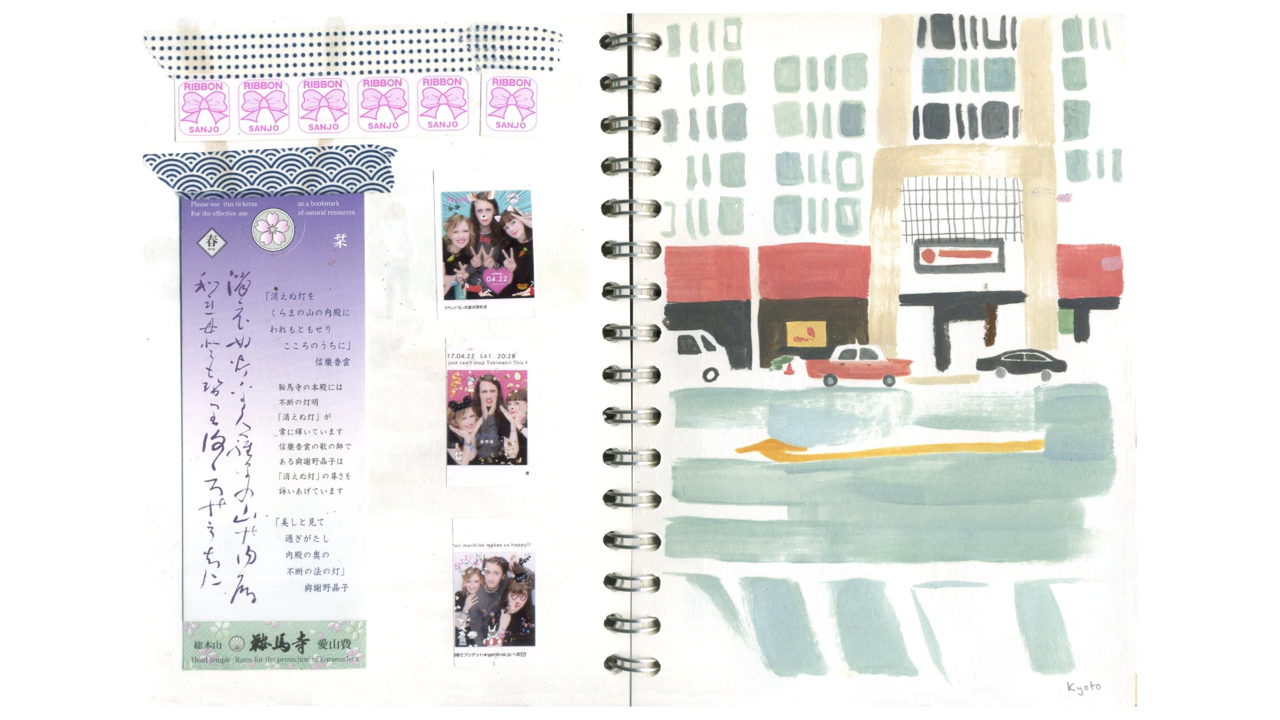 RIBBON
SANJO
RIBBON
SANJO
RIBBON
SANJO
RIBBON
SANJO
RIBBON
SANJO
RIBBON
SANJO
Please use this ticketas
as a bookmark
For the effective use
of natural resources.
春
栞
「消えぬ灯を
くらまの山の内殿に
われもともせり
こころのうちに」
信樂香雲
鞍馬寺の本殿には
不断の灯明
「消えぬ灯」が
常に輝いています
信樂香雲の歌の師で
ある與謝野晶子は
「消えぬ灯」の尊さを
詠いあげています
「美しと見て
過ぎがたし
内殿の奥の
不断の法の灯」
與謝野晶子
総本山
鞍馬寺
愛山費
Head temple Rates for the protection of Kuramadera
04.22
17.04.22 SAT. 20:28
just can't stop Takimeki! This
machine makes us happy!!
Kyoto